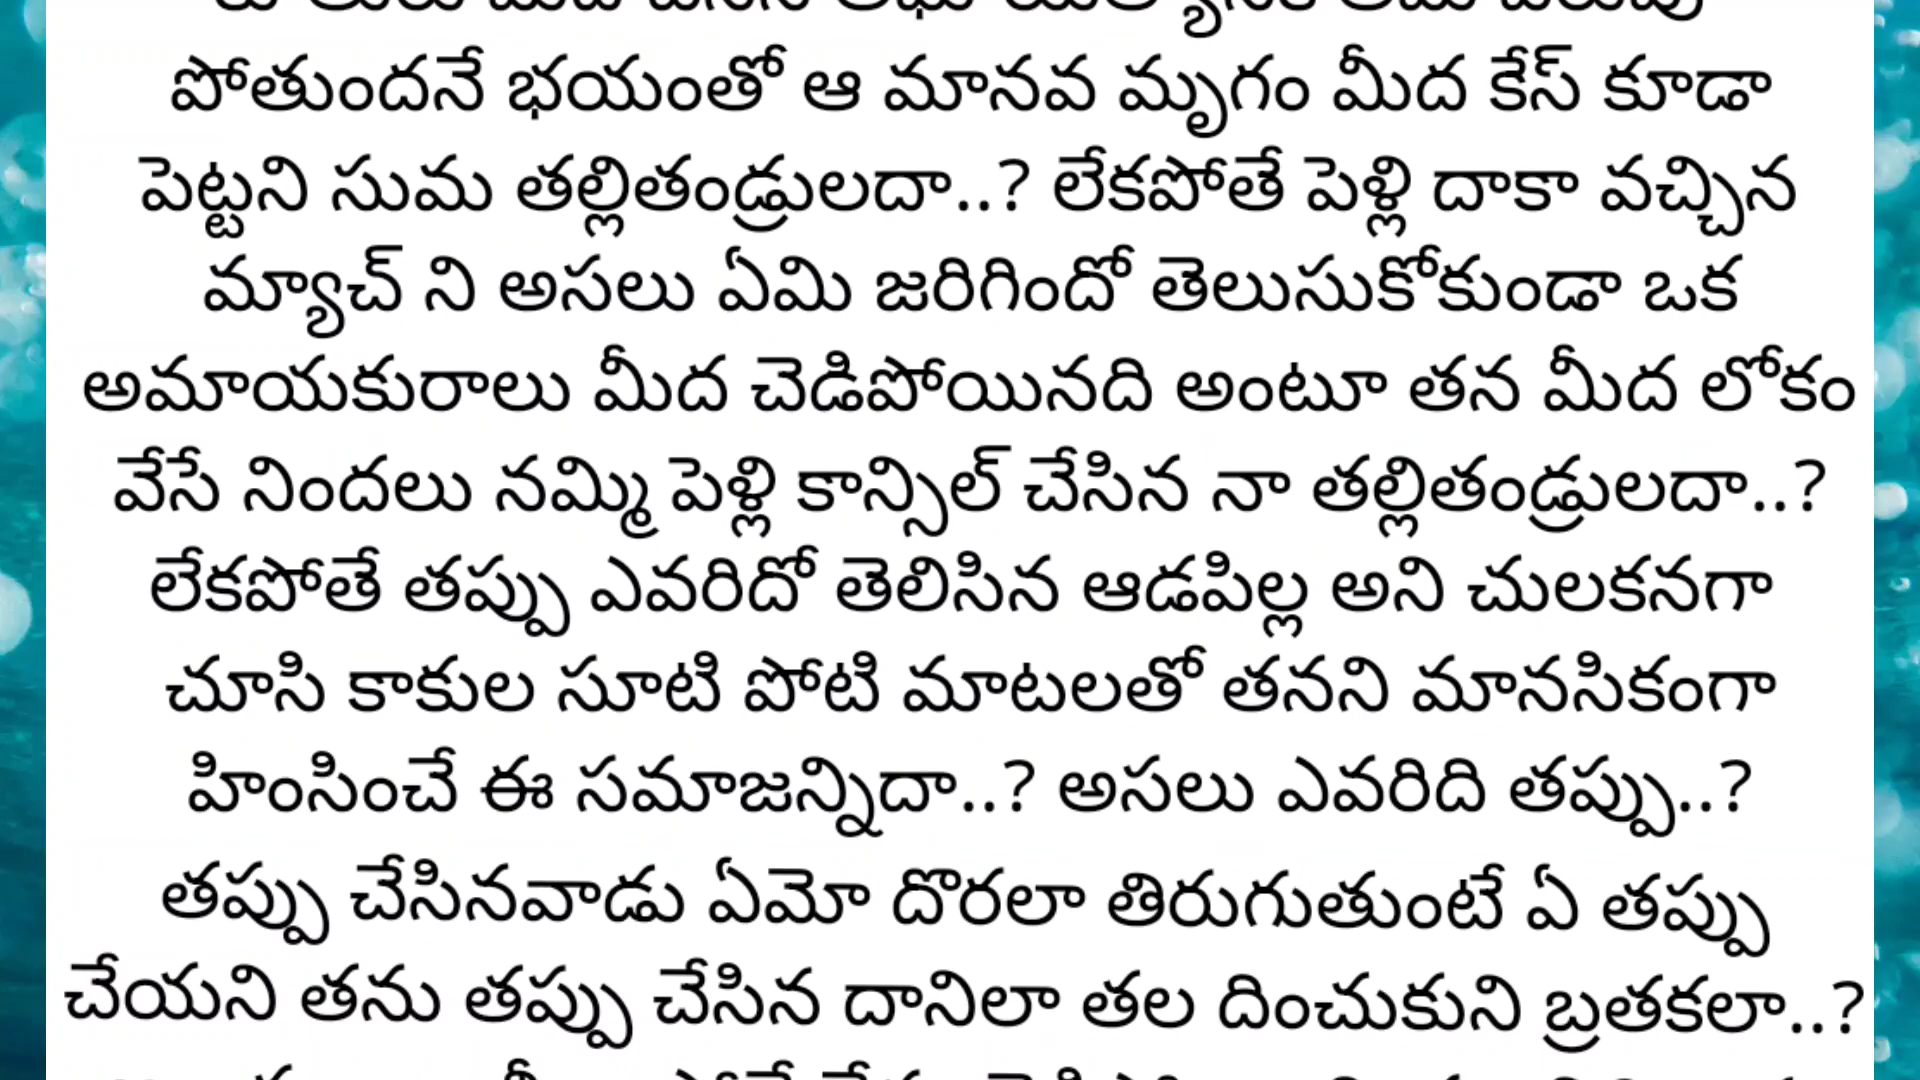 పోతుందనే భయంతో ఆ మానవ మృగం మీద కేస్ కూడా
పెట్టని సుమ తల్లితండ్రులదా..? లేకపోతే పెళ్లి దాకా వచ్చిన
మ్యాచ్ ని అసలు ఏమి జరిగిందో తెలుసుకోకుండా ఒక
అమాయకురాలు మీద చెడిపోయినది అంటూ తన మీద లోకం
వేసే నిందలు నమ్మి పెళ్లి కాన్సిల్ చేసిన నా తల్లితండ్రులదా..?
లేకపోతే తప్పు ఎవరిదో తెలిసిన ఆడపిల్ల అని చులకనగా
చూసి కాకుల సూటి పోటి మాటలతో తనని మానసికంగా
హింసించే ఈ సమాజన్నిదా..? అసలు ఎవరిది తప్పు..?
తప్పు చేసినవాడు ఏమో దొరలా తిరుగుతుంటే ఏ తప్పు
చేయని తను తప్పు చేసిన దానిలా తల దించుకుని బ్రతకలా..?